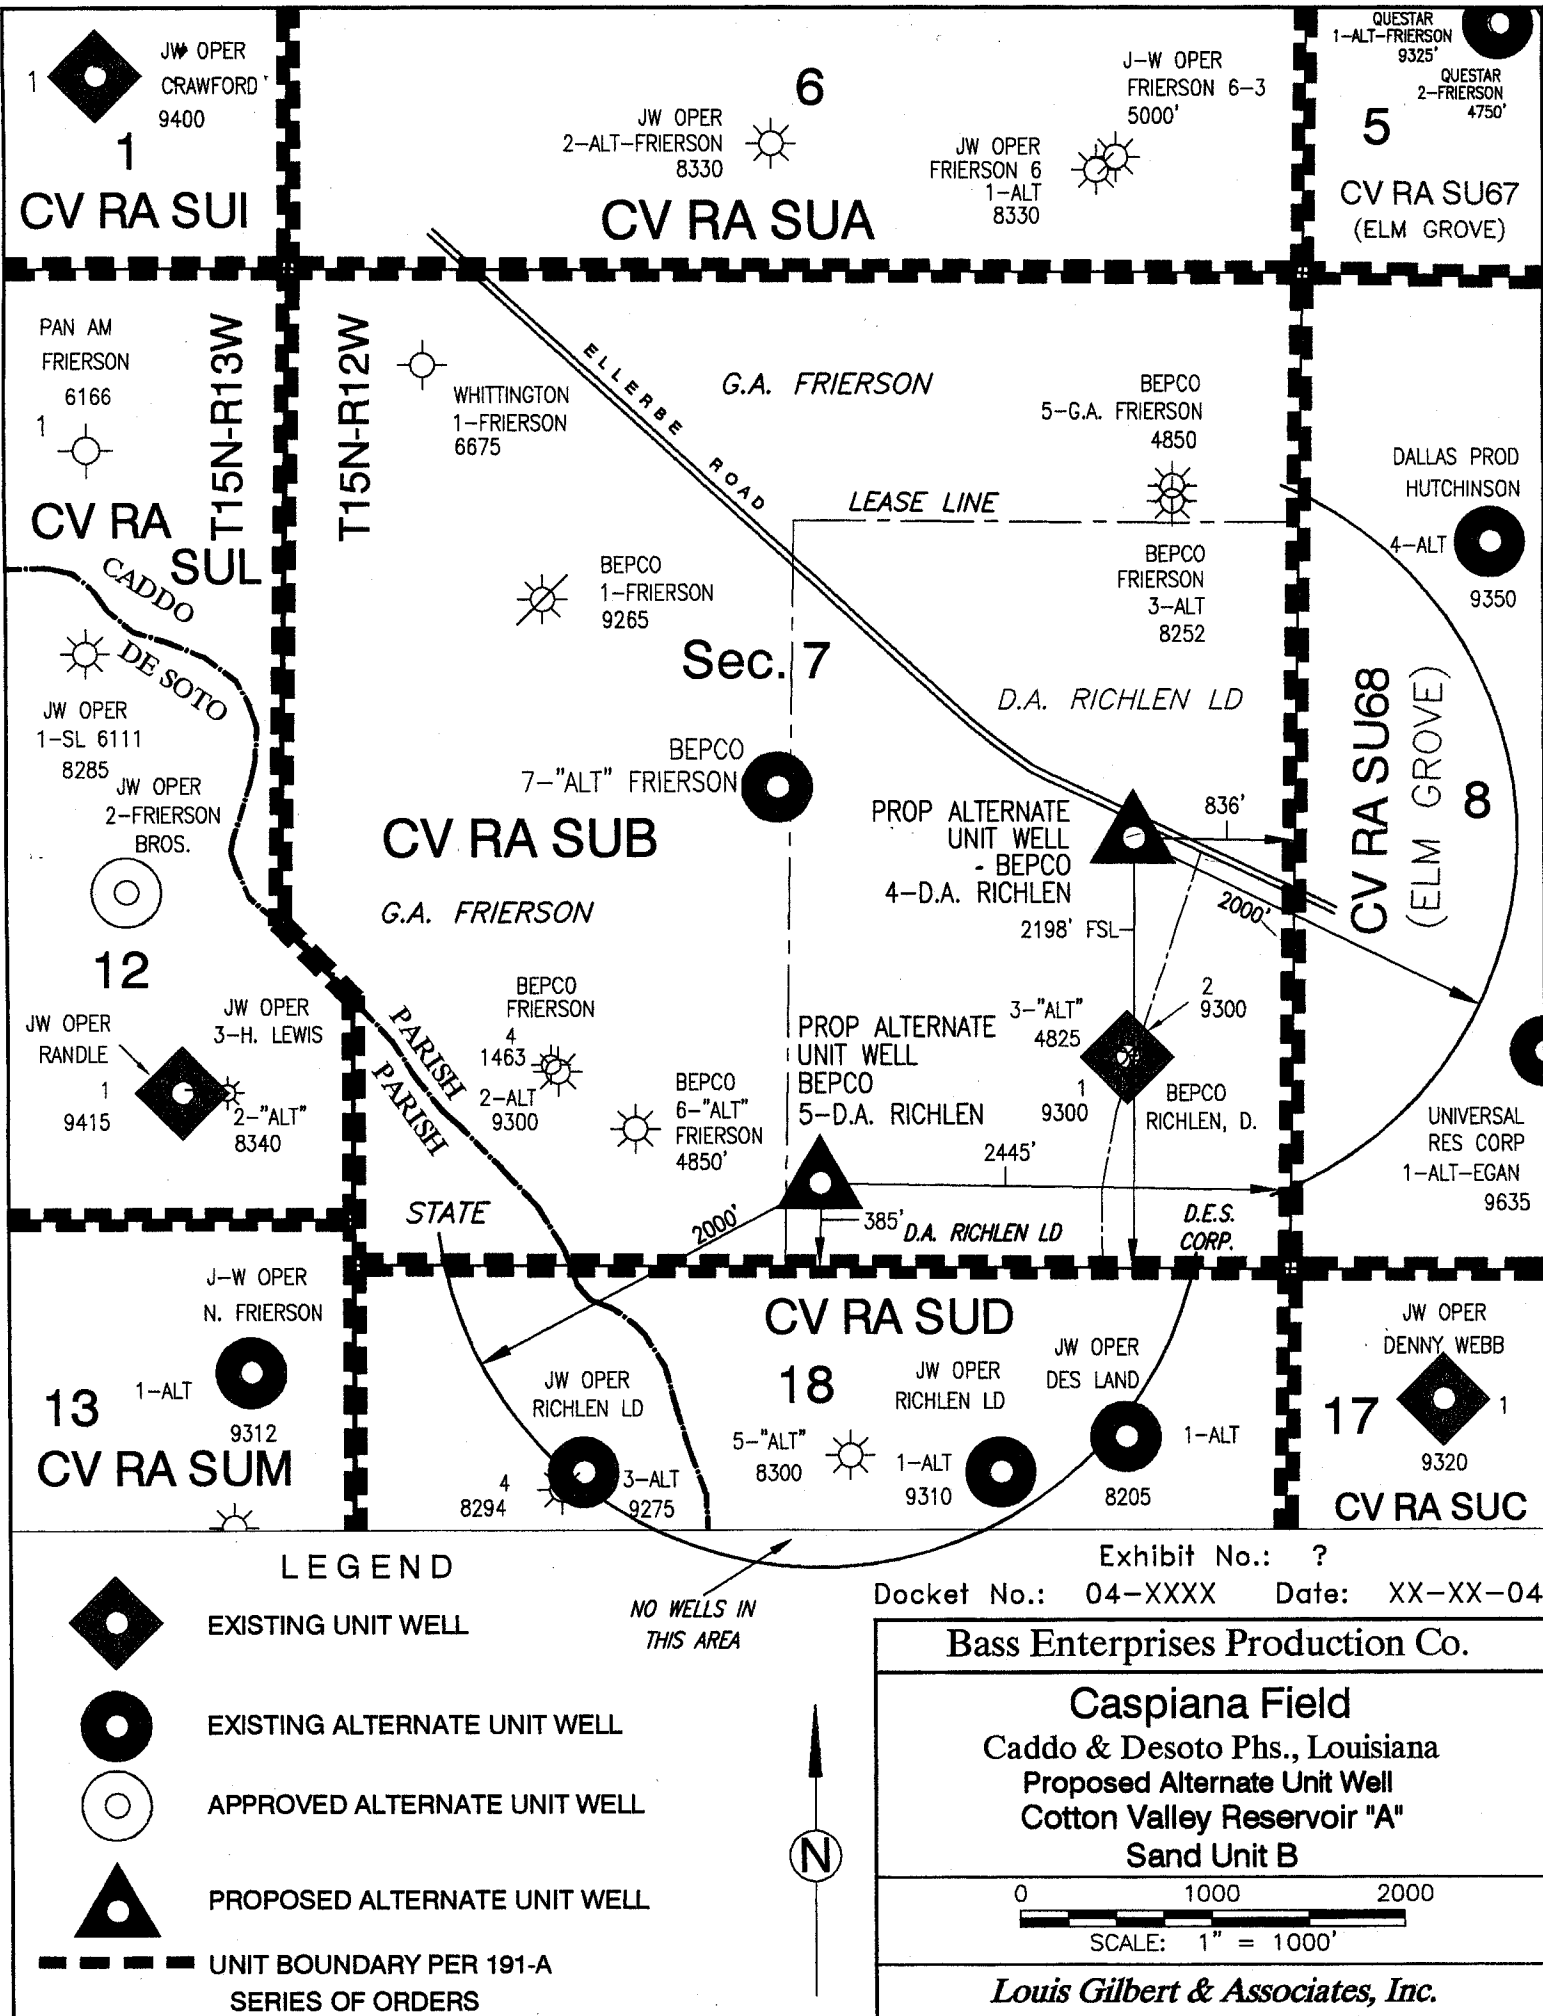 1
JW OPER
CRAWFORD
9400
1
CV RA SUI
6
JW OPER
2-ALT-FRIERSON
8330
J-W OPER
FRIERSON 6-3
5000'
JW OPER
FRIERSON 6
1-ALT
8330
CV RA SUA
QUESTAR
1-ALT-FRIERSON
9325'
QUESTAR
2-FRIERSON
4750'
5
CV RA SU67
(ELM GROVE)
PAN AM
FRIERSON
6166
1
T15N-R13W
T15N-R12W
CV RA
SUL
CADDO
DE SOTO
WHITTINGTON
1-FRIERSON
6675
ELLERBE ROAD
G.A. FRIERSON
BEPCO
5-G.A. FRIERSON
4850
LEASE LINE
DALLAS PROD
HUTCHINSON
4-ALT
9350
BEPCO
1-FRIERSON
9265
BEPCO
FRIERSON
3-ALT
8252
Sec. 7
D.A. RICHLEN LD
CV RA SU68
(ELM GROVE)
8
JW OPER
1-SL 6111
8285
JW OPER
2-FRIERSON
BROS.
12
BEPCO
7-"ALT" FRIERSON
CV RA SUB
G.A. FRIERSON
PROP ALTERNATE
UNIT WELL
- BEPCO
4-D.A. RICHLEN
836'
2000'
2198' FSL
JW OPER
RANDLE
1
9415
JW OPER
3-H. LEWIS
2-"ALT"
8340
PARISH
PARISH
BEPCO
FRIERSON
4
1463
2-ALT
9300
BEPCO
6-"ALT"
FRIERSON
4850'
PROP ALTERNATE
UNIT WELL
BEPCO
5-D.A. RICHLEN
3-"ALT"
4825
2
9300
1
9300
BEPCO
RICHLEN, D.
UNIVERSAL
RES CORP
1-ALT-EGAN
9635
2445'
STATE
2000'
385'
D.A. RICHLEN LD
D.E.S.
CORP.
J-W OPER
N. FRIERSON
1-ALT
9312
13
CV RA SUM
CV RA SUD
18
JW OPER
RICHLEN LD
4
8294
3-ALT
9275
5-"ALT"
8300
JW OPER
RICHLEN LD
1-ALT
9310
JW OPER
DES LAND
1-ALT
8205
JW OPER
DENNY WEBB
17
1
9320
CV RA SUC
LEGEND
EXISTING UNIT WELL
EXISTING ALTERNATE UNIT WELL
APPROVED ALTERNATE UNIT WELL
PROPOSED ALTERNATE UNIT WELL
UNIT BOUNDARY PER 191-A
SERIES OF ORDERS
NO WELLS IN
THIS AREA
N
Exhibit No.: ?
Docket No.: 04-XXXX Date: XX-XX-04
Bass Enterprises Production Co.
Caspiana Field
Caddo & Desoto Phs., Louisiana
Proposed Alternate Unit Well
Cotton Valley Reservoir "A"
Sand Unit B
0 1000 2000
SCALE: 1" = 1000'
Louis Gilbert & Associates, Inc.